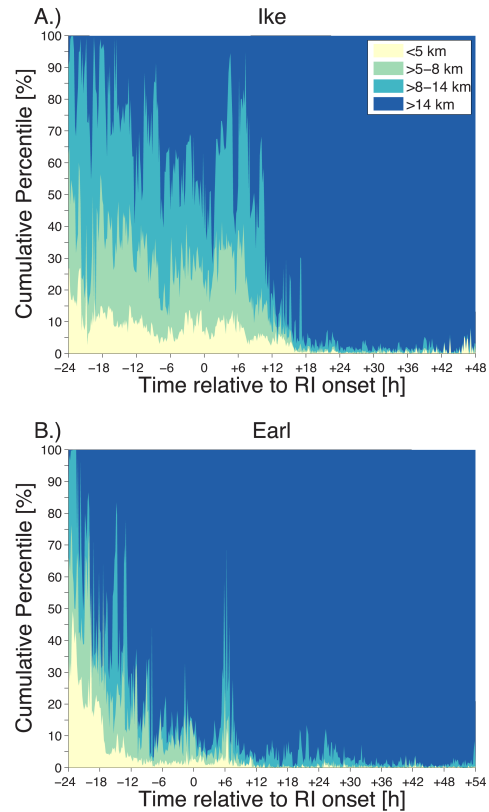 A.)
Ike
<5 km
>5−8 km
>8−14 km
>14 km
Cumulative Percentile [%]
100
90
80
70
60
50
40
30
20
10
0
−24 −18 −12 −6 0 +6 +12 +18 +24 +30 +36 +42 +48
Time relative to RI onset [h]
B.)
Earl
Cumulative Percentile [%]
100
90
80
70
60
50
40
30
20
10
0
−24 −18 −12 −6 0 +6 +12 +18 +24 +30 +36 +42 +48 +54
Time relative to RI onset [h]